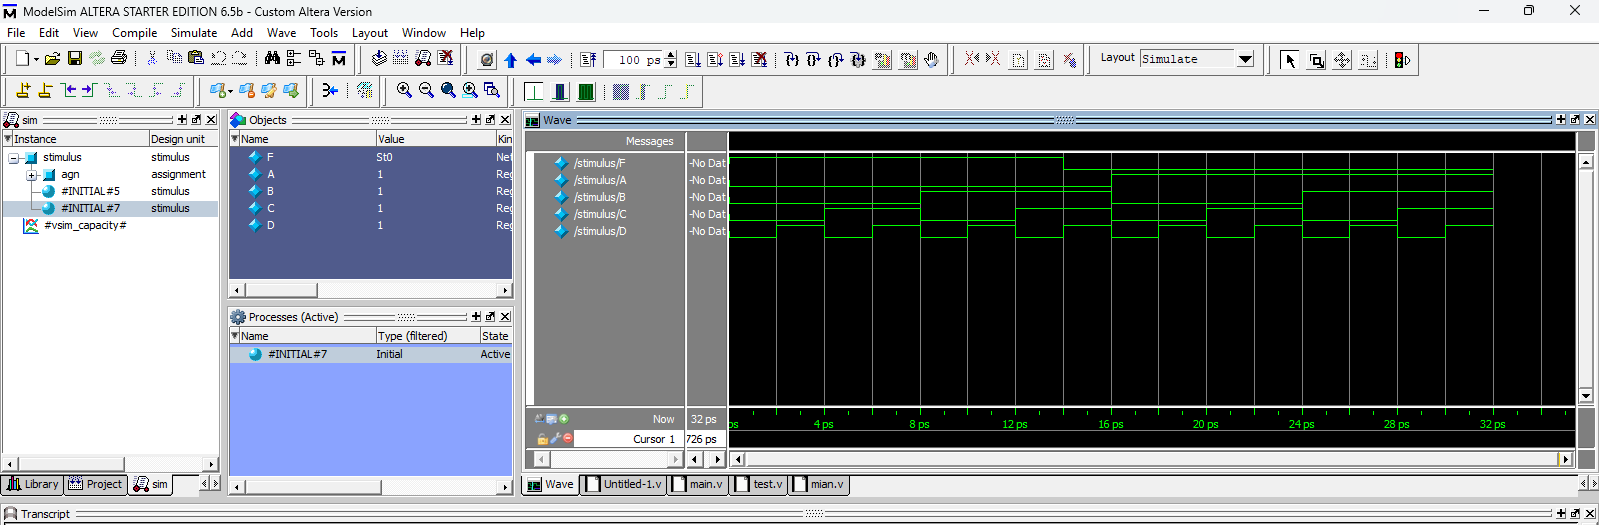 ModelSim ALTERA STARTER EDITION 6.5b - Custom Altera Version
File Edit View Compile Simulate Add Wave Tools Layout Window Help
100 ps
Layout Simulate
sim
Instance Design unit
stimulus stimulus
agn assignment
#INITIAL#5 stimulus
#INITIAL#7 stimulus
#vsim_capacity#
Library Project sim
Objects
Name Value Kin
F St0 Net
A 1 Reg
B 1 Reg
C 1 Reg
D 1 Reg
Processes (Active)
Name Type (filtered) State
#INITIAL#7 Initial Active
Wave
Messages
/stimulus/F -No Dat
/stimulus/A -No Dat
/stimulus/B -No Dat
/stimulus/C -No Dat
/stimulus/D -No Dat
Now 32 ps
ps 4 ps 8 ps 12 ps 16 ps 20 ps 24 ps 28 ps 32 ps
Cursor 1 726 ps
Wave Untitled-1.v main.v test.v mian.v
Transcript